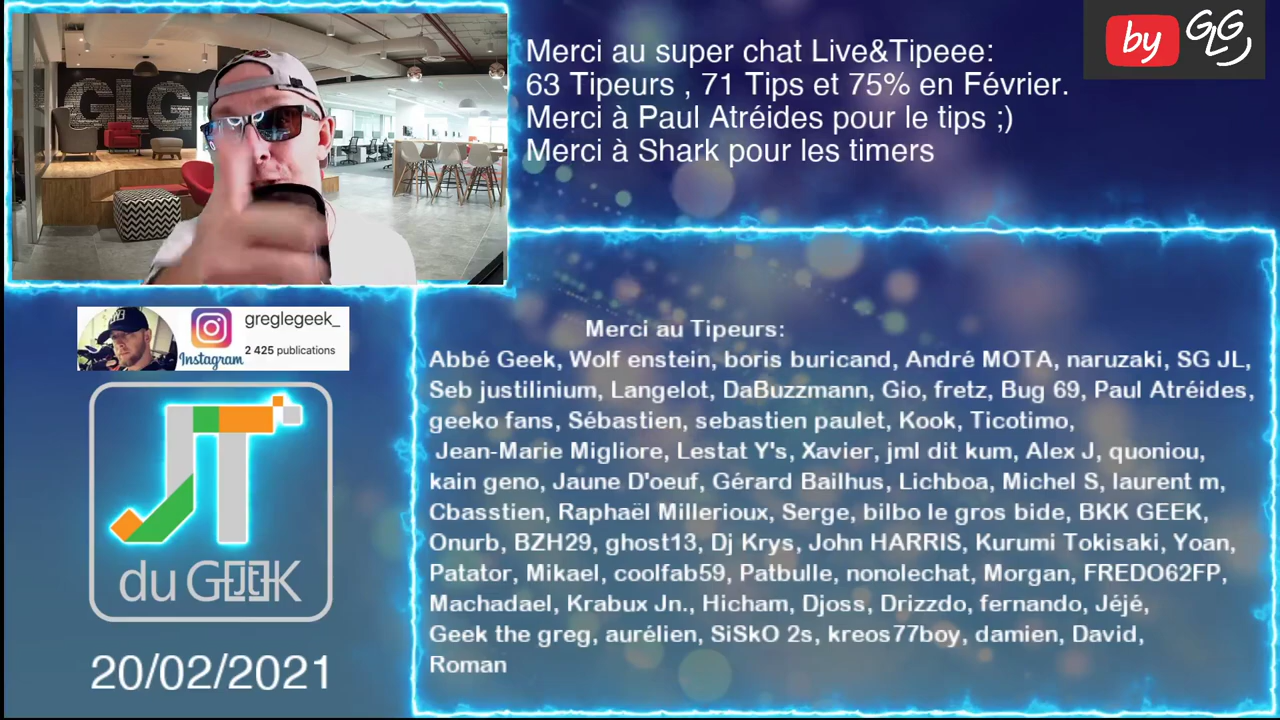 GLG
Merci au super chat Live&Tipeee:
63 Tipeurs , 71 Tips et 75% en Février.
Merci à Paul Atréides pour le tips ;)
Merci à Shark pour les timers
by GLG
greglegeek_
Instagram
2 425 publications
JT
du GEEK
20/02/2021
Merci au Tipeurs:
Abbé Geek, Wolf enstein, boris buricand, André MOTA, naruzaki, SG JL,
Seb justilinium, Langelot, DaBuzzmann, Gio, fretz, Bug 69, Paul Atréides,
geeko fans, Sébastien, sebastien paulet, Kook, Ticotimo,
Jean-Marie Migliore, Lestat Y's, Xavier, jml dit kum, Alex J, quoniou,
kain geno, Jaune D'oeuf, Gérard Bailhus, Lichboa, Michel S, laurent m,
Cbasstien, Raphaël Millerioux, Serge, bilbo le gros bide, BKK GEEK,
Onurb, BZH29, ghost13, Dj Krys, John HARRIS, Kurumi Tokisaki, Yoan,
Patator, Mikael, coolfab59, Patbulle, nonolechat, Morgan, FREDO62FP,
Machadael, Krabux Jn., Hicham, Djoss, Drizzdo, fernando, Jéjé,
Geek the greg, aurélien, SiSkO 2s, kreos77boy, damien, David,
Roman